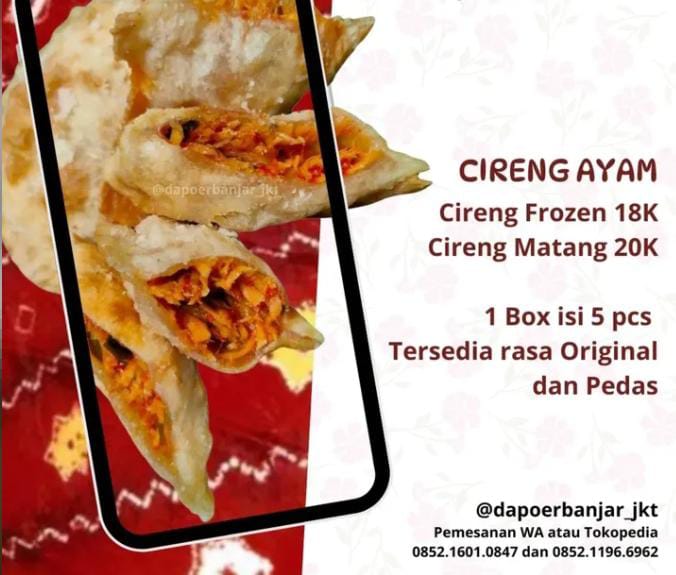 @dapoerbanjar_jkt
CIRENG AYAM
Cireng Frozen 18K
Cireng Matang 20K
1 Box isi 5 pcs
Tersedia rasa Original
dan Pedas
@dapoerbanjar_jkt
Pemesanan WA atau Tokopedia
0852.1601.0847 dan 0852.1196.6962